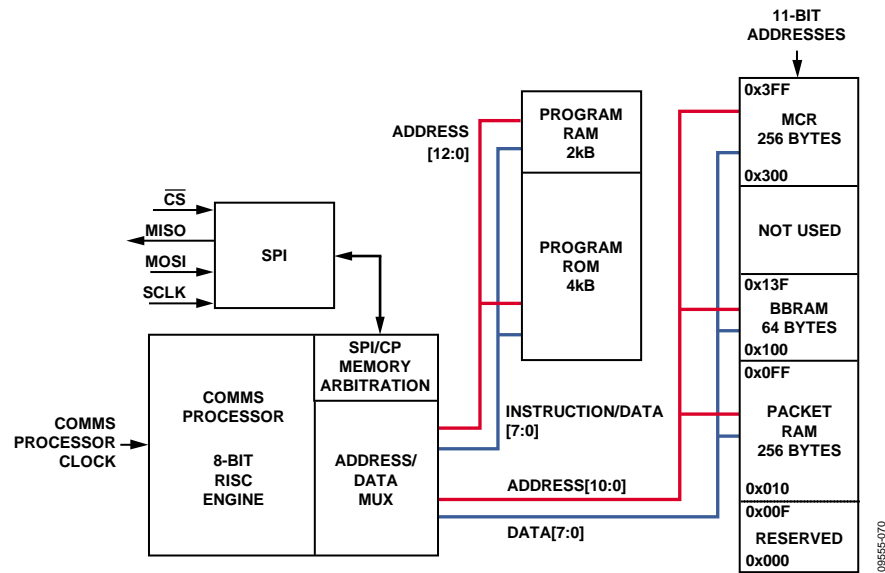 11-BIT
ADDRESSES
0x3FF
MCR
256 BYTES
0x300
NOT USED
0x13F
BBRAM
64 BYTES
0x100
0x0FF
PACKET
RAM
256 BYTES
0x010
0x00F
RESERVED
0x000
ADDRESS
[12:0]
PROGRAM
RAM
2kB
PROGRAM
ROM
4kB
CS
MISO
MOSI
SCLK
SPI
SPI/CP
MEMORY
ARBITRATION
COMMS
PROCESSOR
CLOCK
COMMS
PROCESSOR
8-BIT
RISC
ENGINE
ADDRESS/
DATA
MUX
INSTRUCTION/DATA
[7:0]
ADDRESS[10:0]
DATA[7:0]
09555-070